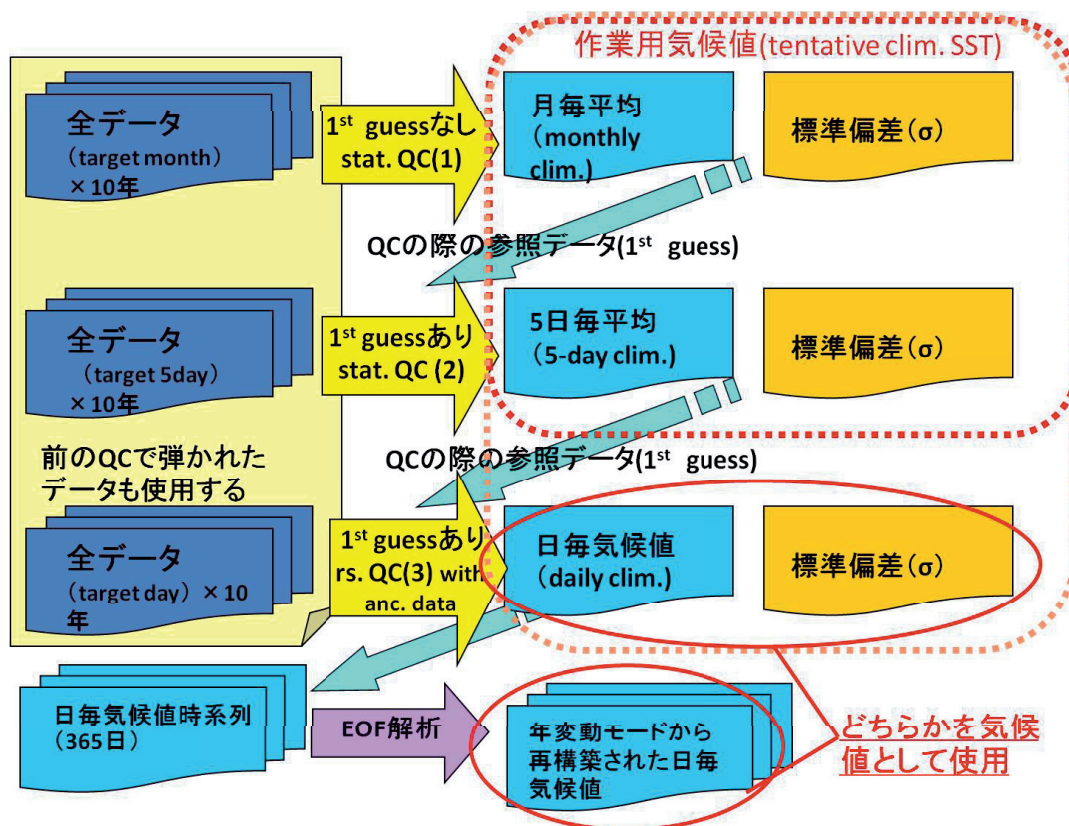 作業用気候値(tentative clim. SST)
全データ
(target month)
×10年
1st guessなし
stat. QC(1)
月毎平均
(monthly
clim.)
標準偏差(σ)
QCの際の参照データ(1st guess)
全データ
(target 5day)
×10年
1st guessあり
stat. QC (2)
5日毎平均
(5-day clim.)
標準偏差(σ)
前のQCで弾かれた
データも使用する
QCの際の参照データ(1st guess)
全データ
(target day) ×10
年
1st guessあり
rs. QC(3) with
anc. data
日毎気候値
(daily clim.)
標準偏差(σ)
日毎気候値時系列
(365日)
EOF解析
年変動モードから
再構築された日毎
気候値
どちらかを気候
値として使用